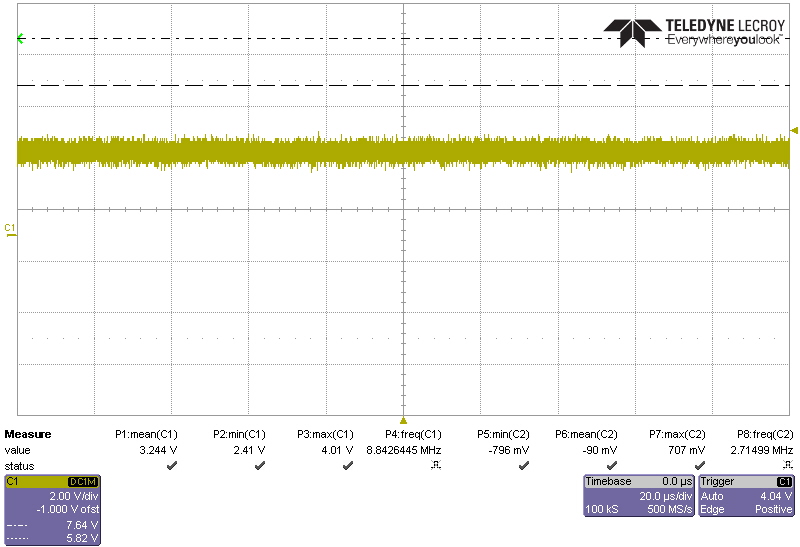 TELEDYNE LECROY
Everywhereyoulook™
C1
Measure P1:mean(C1) P2:min(C1) P3:max(C1) P4:freq(C1) P5:min(C2) P6:mean(C2) P7:max(C2) P8:freq(C2)
value 3.244 V 2.41 V 4.01 V 8.8426445 MHz -796 mV -90 mV 707 mV 2.71499 MHz
status
C1 DC1M
2.00 V/div
-1.000 V ofst
7.64 V
5.82 V
Timebase 0.0 µs
20.0 µs/div
100 kS 500 MS/s
Trigger C1
Auto 4.04 V
Edge Positive